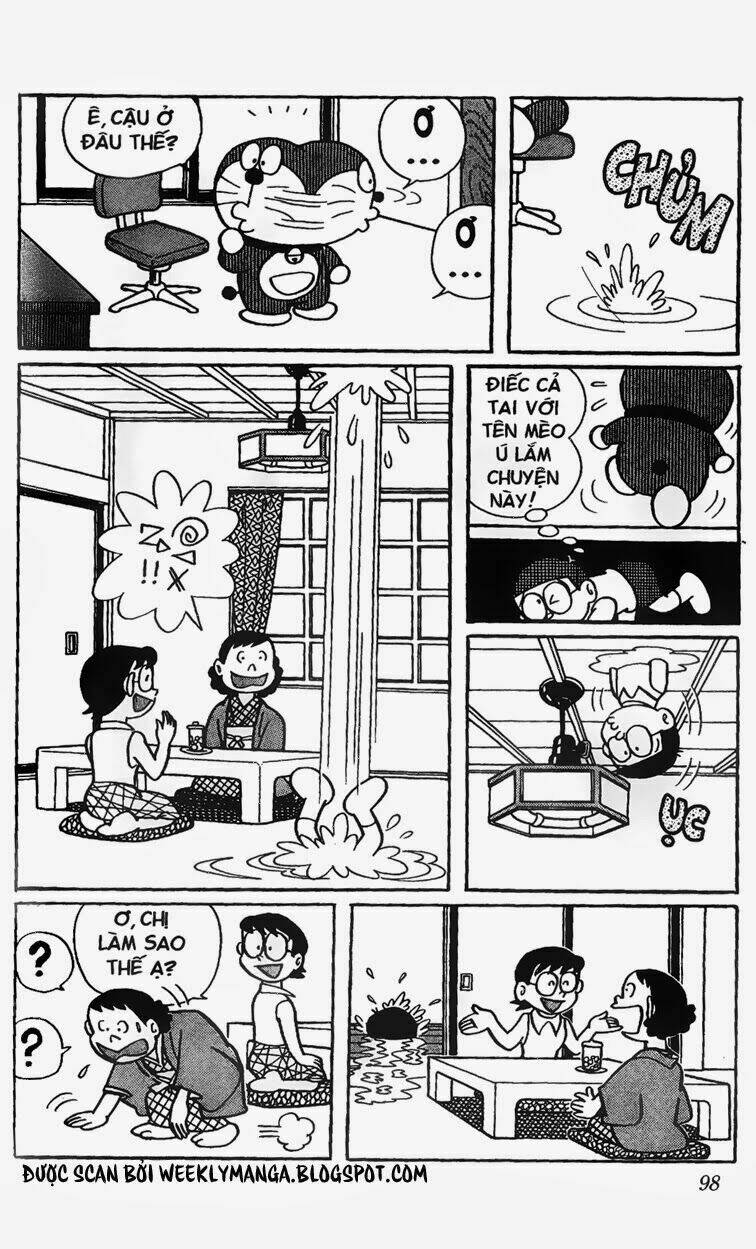 Ê, CẬU Ở
ĐÂU THẾ?
Ơ
...
Ơ
...
CHỦM
ĐIẾC CẢ
TAI VỚI
TÊN MÈO
Ú LẮM
CHUYỆN
NÀY!
!! X
ỤC
?
?
Ơ, CHỊ
LÀM SAO
THẾ Ạ?
ĐƯỢC SCAN BỞI WEEKLYMANGA.BLOGSPOT.COM
98